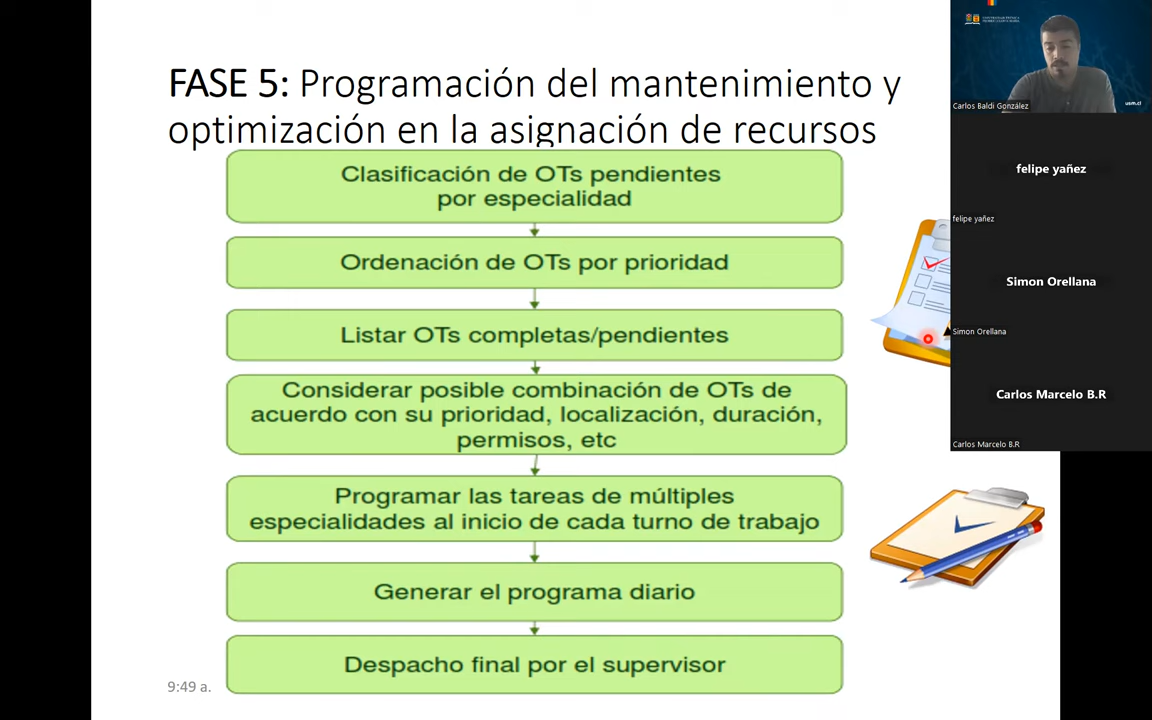 FASE 5: Programación del mantenimiento y
optimización en la asignación de recursos
Clasificación de OTs pendientes
por especialidad
Ordenación de OTs por prioridad
Listar OTs completas/pendientes
Considerar posible combinación de OTs de
acuerdo con su prioridad, localización, duración,
permisos, etc
Programar las tareas de múltiples
especialidades al inicio de cada turno de trabajo
Generar el programa diario
Despacho final por el supervisor
9:49 a.
usm.cl
Carlos Baldi González
felipe yañez
felipe yañez
Simon Orellana
Simon Orellana
Carlos Marcelo B.R
Carlos Marcelo B.R